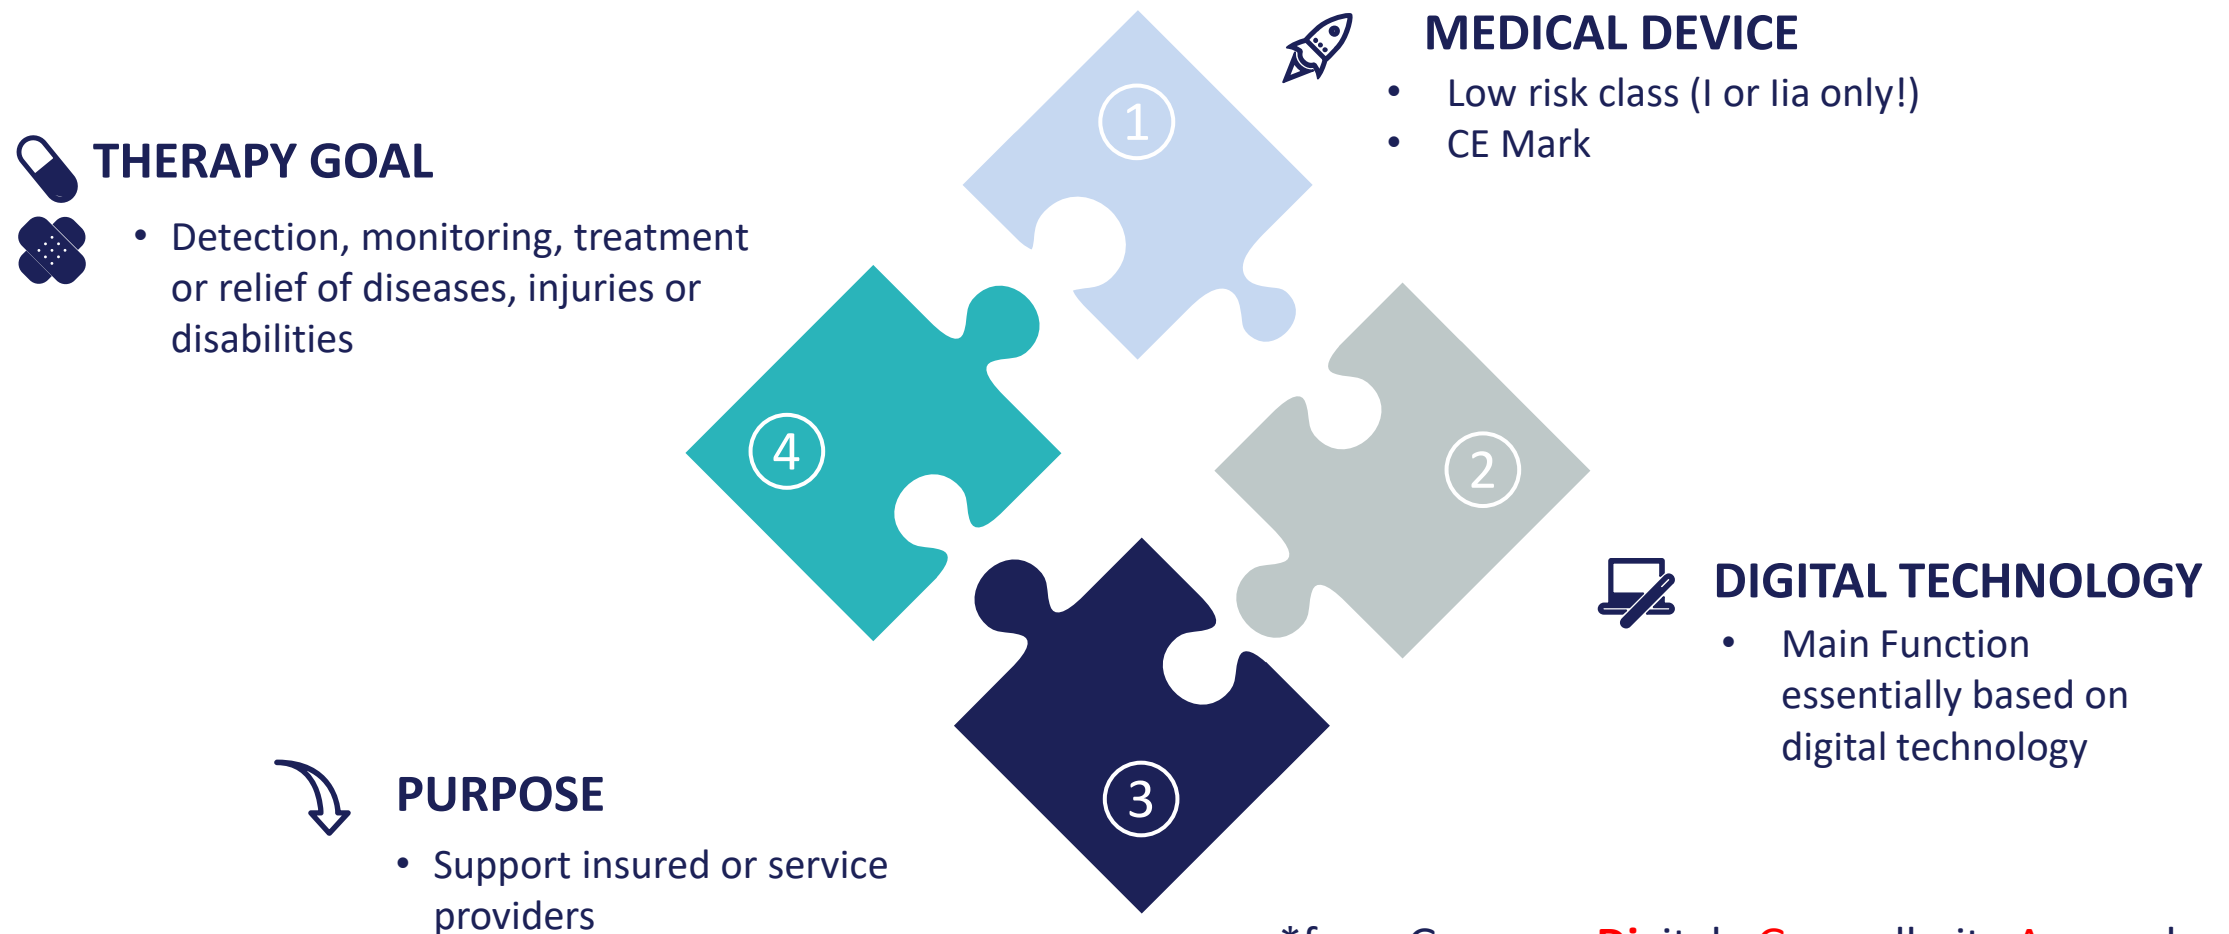 MEDICAL DEVICE
• Low risk class (I or Iia only!)
• CE Mark
1
THERAPY GOAL
• Detection, monitoring, treatment
or relief of diseases, injuries or
disabilities
4
2
DIGITAL TECHNOLOGY
• Main Function
essentially based on
digital technology
3
PURPOSE
• Support insured or service
providers